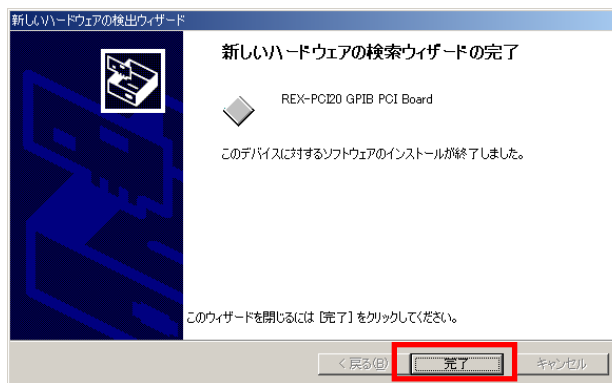 新しいハードウェアの検出ウィザード
新しいハードウェアの検索ウィザードの完了
REX-PCI20 GPIB PCI Board
このデバイスに対するソフトウェアのインストールが終了しました。
このウィザードを閉じるには [完了] をクリックしてください。
< 戻る(B)
完了
キャンセル